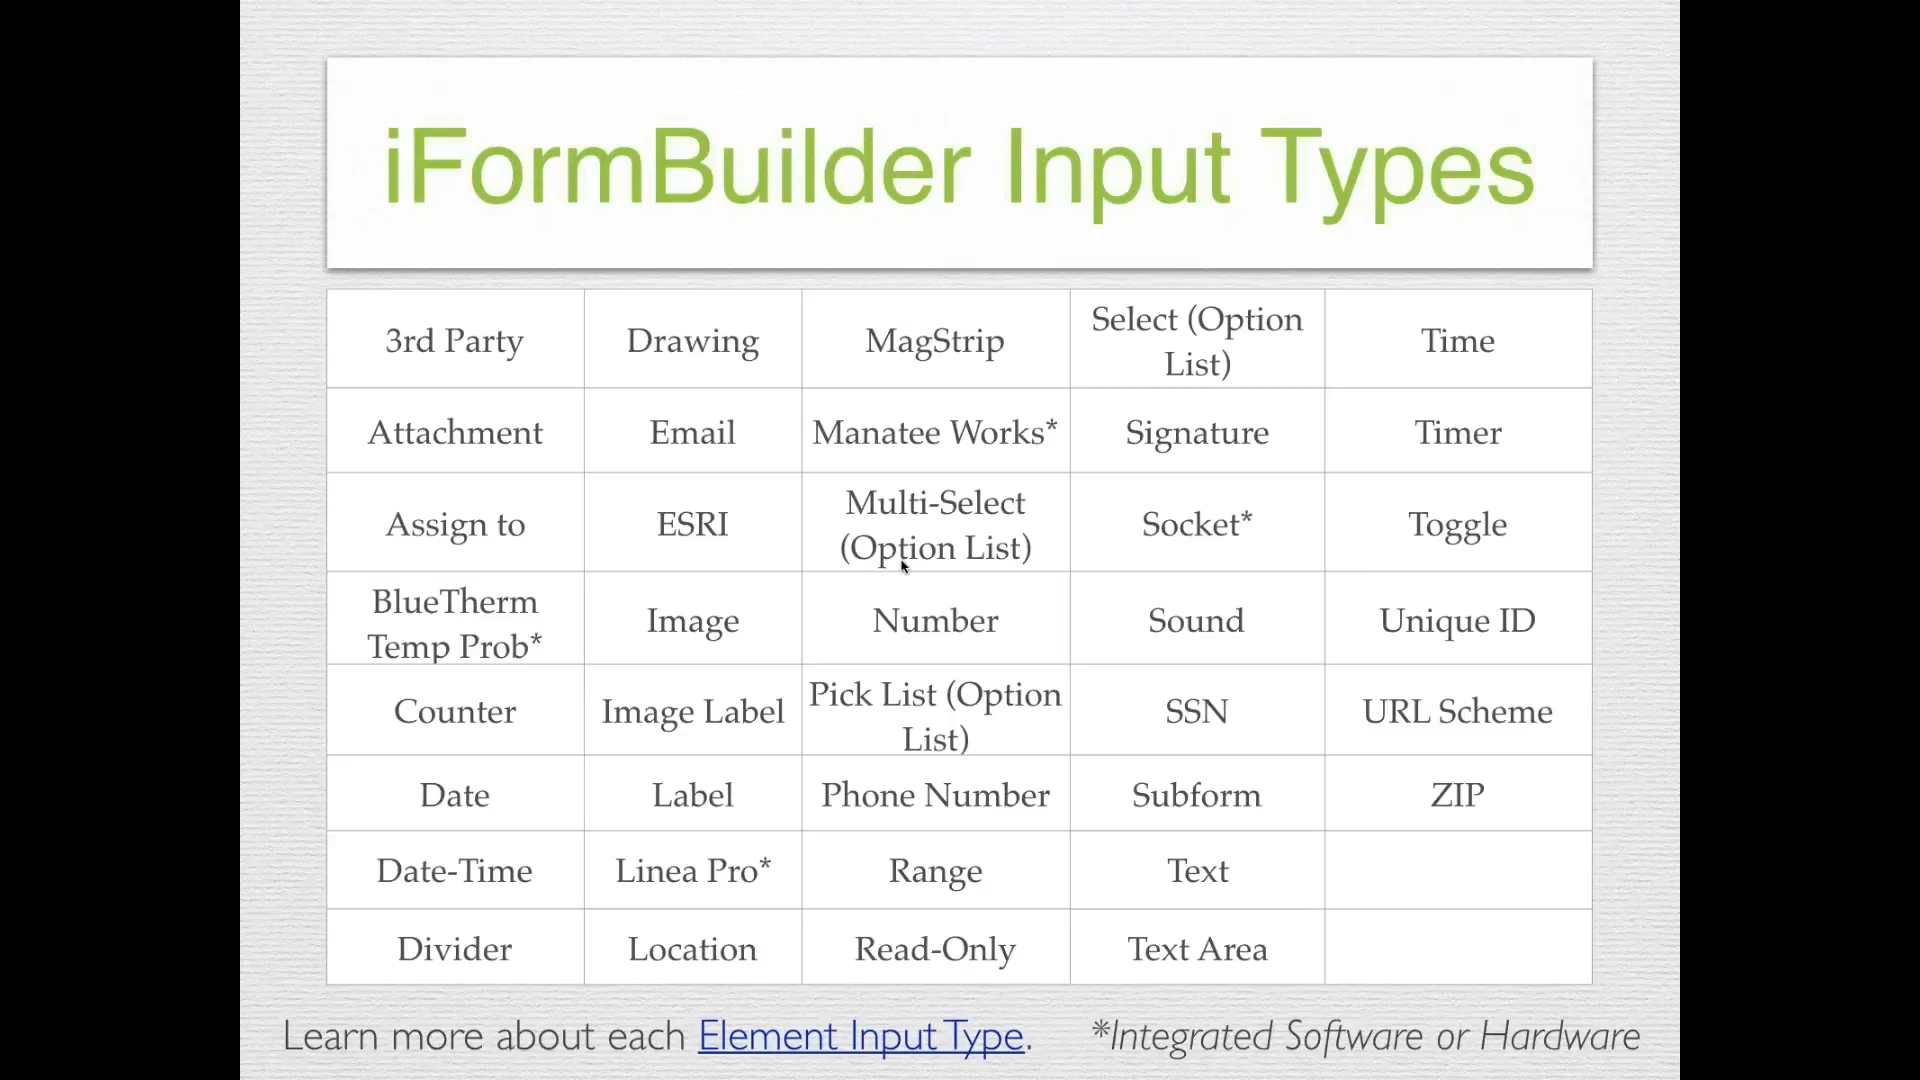 iFormBuilder Input Types
3rd Party
Drawing
MagStrip
Select (Option
List)
Time
Attachment
Email
Manatee Works*
Signature
Timer
Assign to
ESRI
Multi-Select
(Option List)
Socket*
Toggle
BlueTherm
Temp Prob*
Image
Number
Sound
Unique ID
Counter
Image Label
Pick List (Option
List)
SSN
URL Scheme
Date
Label
Phone Number
Subform
ZIP
Date-Time
Linea Pro*
Range
Text
Divider
Location
Read-Only
Text Area
Learn more about each Element Input Type.
*Integrated Software or Hardware